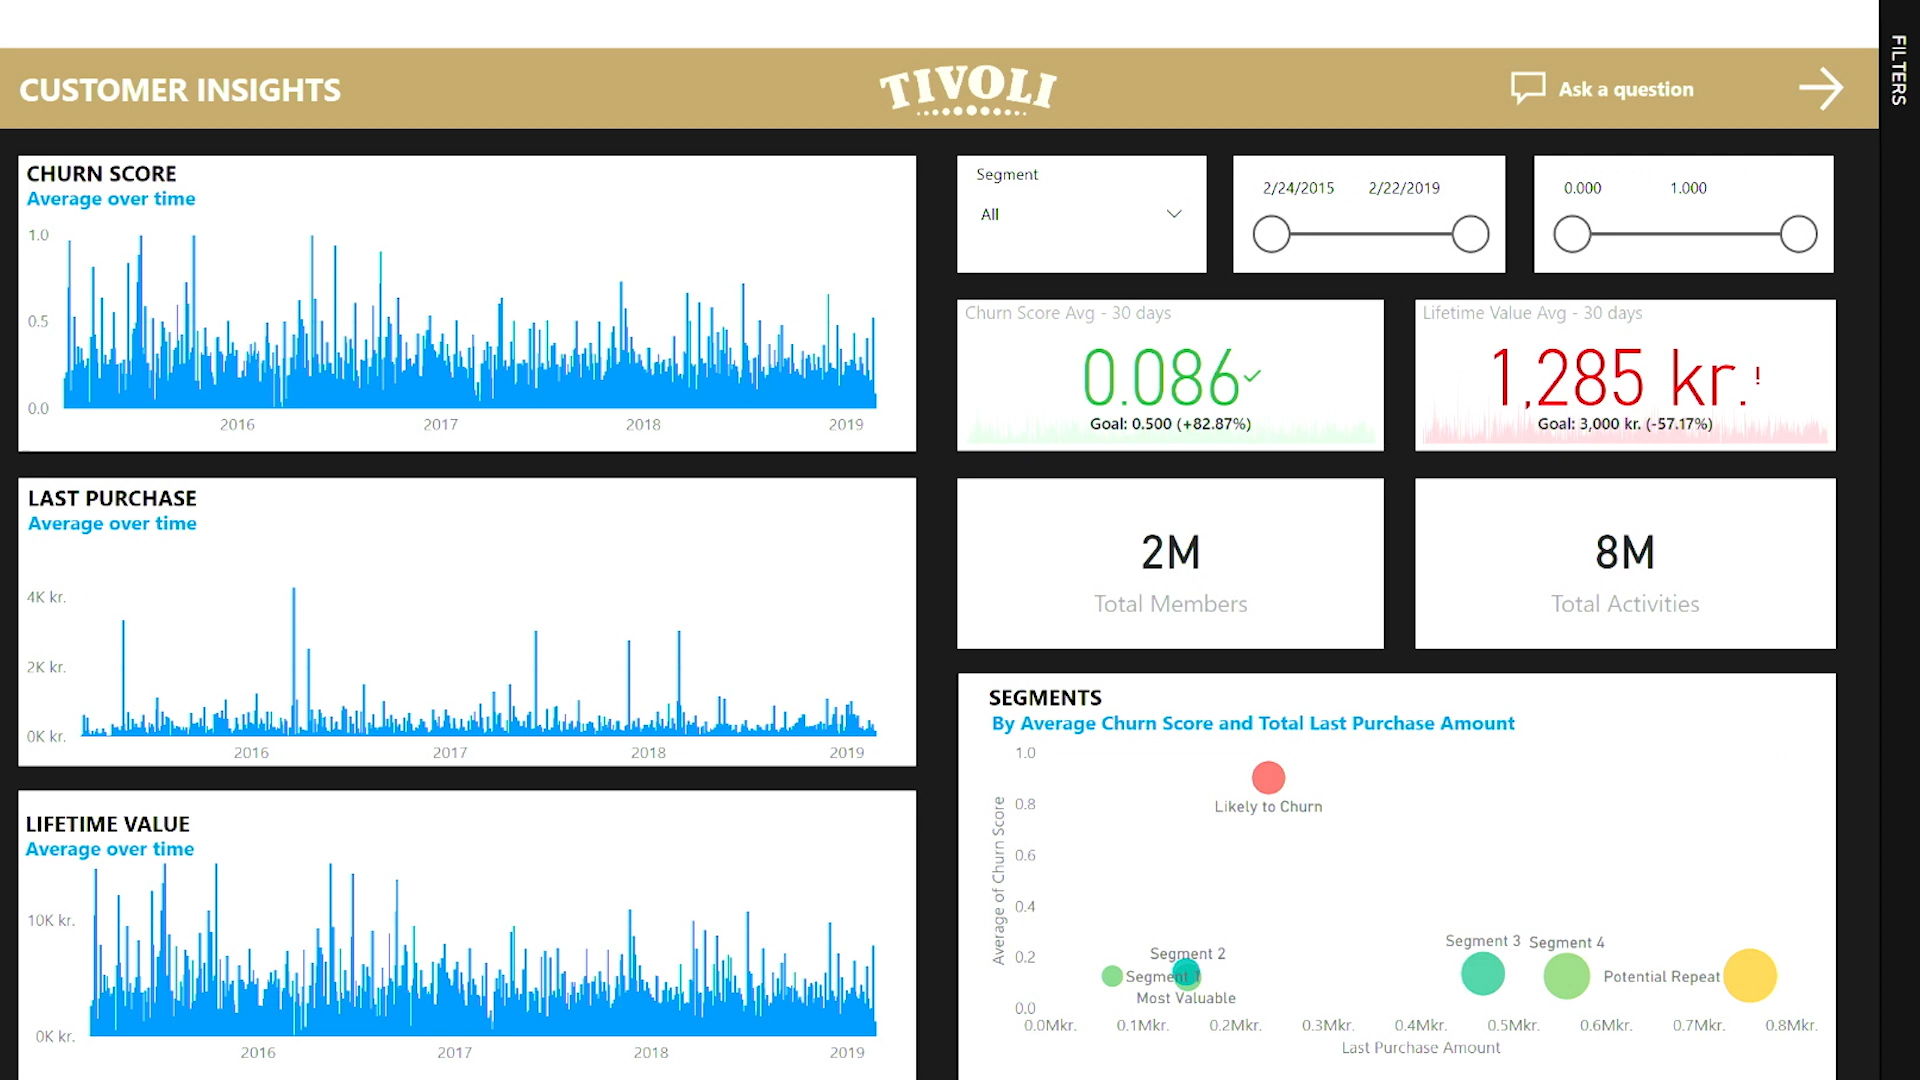 CUSTOMER INSIGHTS
TIVOLI
Ask a question
FILTERS
CHURN SCORE
Average over time
1.0
0.5
0.0
2016
2017
2018
2019
LAST PURCHASE
Average over time
4K kr.
2K kr.
0K kr.
2016
2017
2018
2019
LIFETIME VALUE
Average over time
10K kr.
0K kr.
2016
2017
2018
2019
Segment
All
2/24/2015 2/22/2019
0.000 1.000
Churn Score Avg - 30 days
0.086
Goal: 0.500 (+82.87%)
Lifetime Value Avg - 30 days
1,285 kr.!
Goal: 3,000 kr. (-57.17%)
2M
Total Members
8M
Total Activities
SEGMENTS
By Average Churn Score and Total Last Purchase Amount
Average of Churn Score
1.0
0.8
0.6
0.4
0.2
0.0
Likely to Churn
Segment 2
Segment 1
Most Valuable
Segment 3
Segment 4
Potential Repeat
0.0Mkr. 0.1Mkr. 0.2Mkr. 0.3Mkr. 0.4Mkr. 0.5Mkr. 0.6Mkr. 0.7Mkr. 0.8Mkr.
Last Purchase Amount